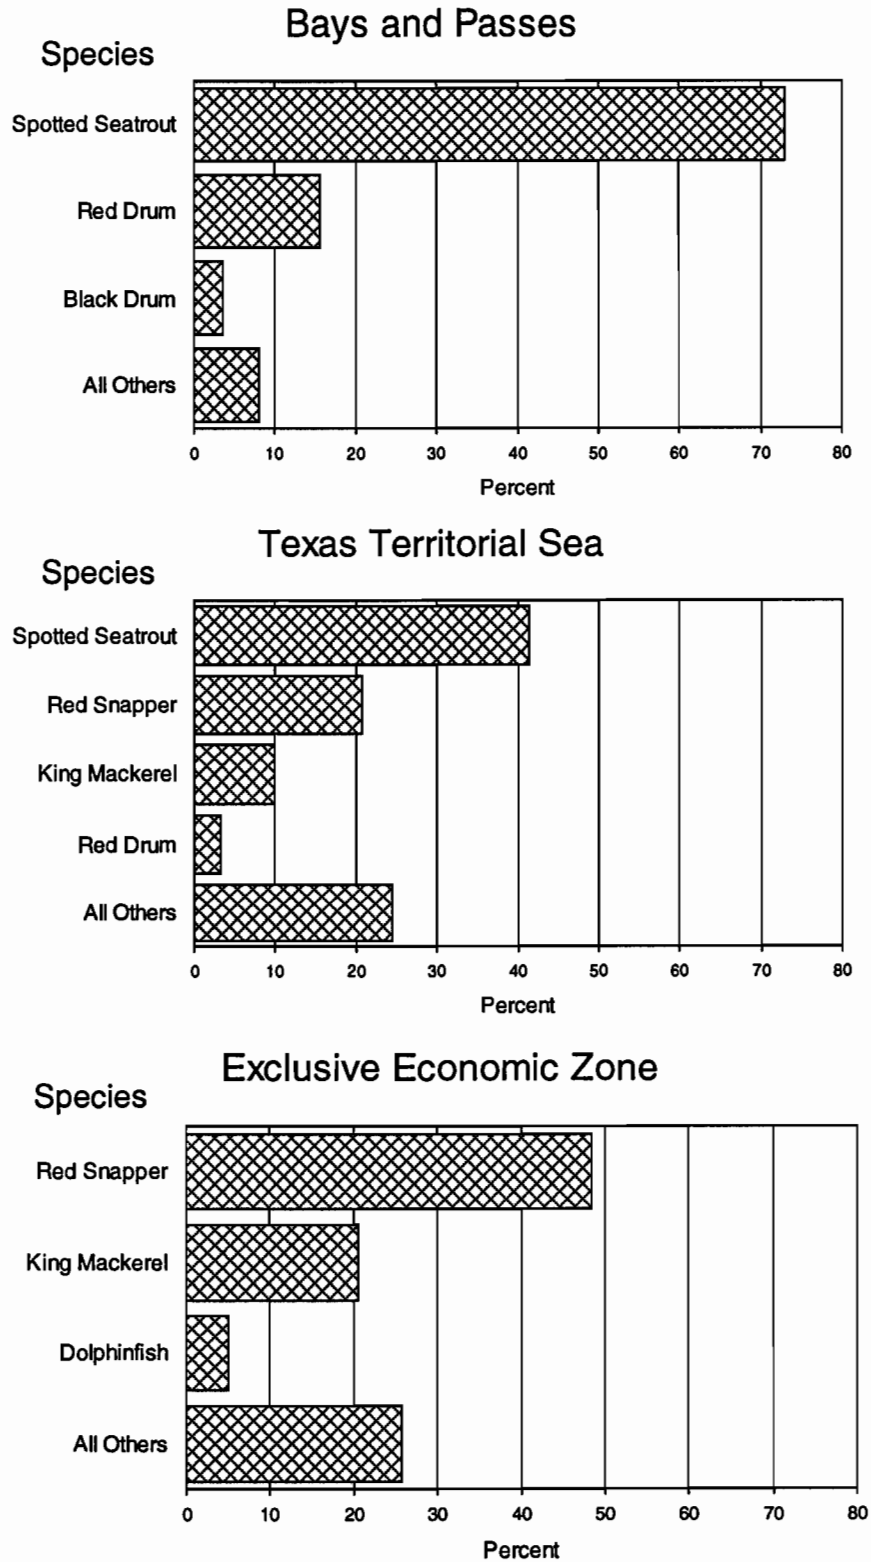 Bays and Passes
Species
Spotted Seatrout
Red Drum
Black Drum
All Others
0 10 20 30 40 50 60 70 80
Percent
Texas Territorial Sea
Species
Spotted Seatrout
Red Snapper
King Mackerel
Red Drum
All Others
0 10 20 30 40 50 60 70 80
Percent
Exclusive Economic Zone
Species
Red Snapper
King Mackerel
Dolphinfish
All Others
0 10 20 30 40 50 60 70 80
Percent